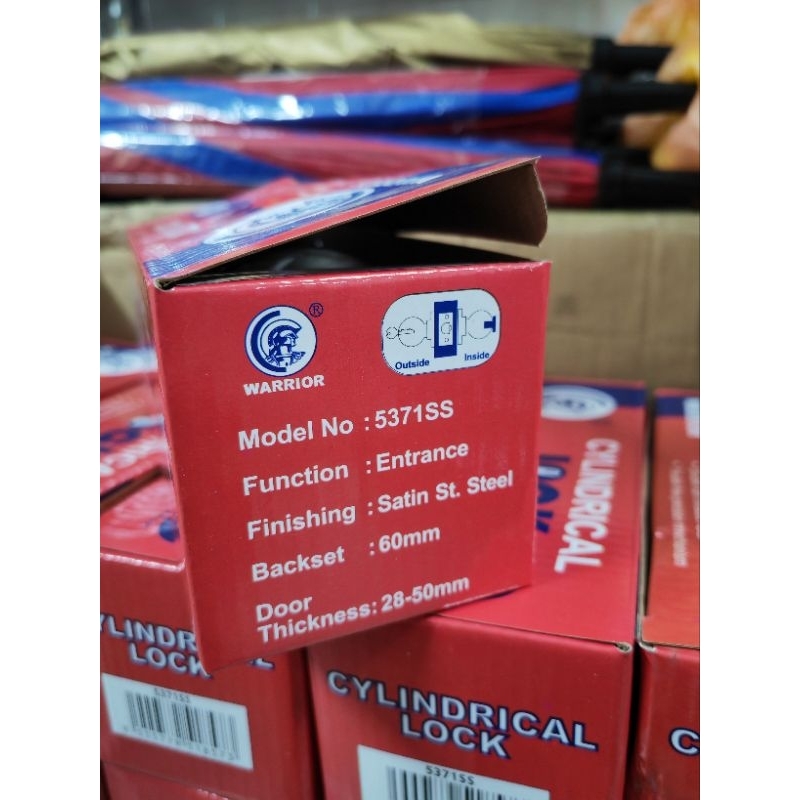 ®
WARRIOR
Outside Inside
Model No : 5371SS
Function : Entrance
Finishing : Satin St. Steel
Backset : 60mm
Door
Thickness: 28-50mm
CYLINDRICAL
LOCK
CYLINDRICAL
LOCK
5371SS
CYLINDRICAL
LOCK
5371SS
C